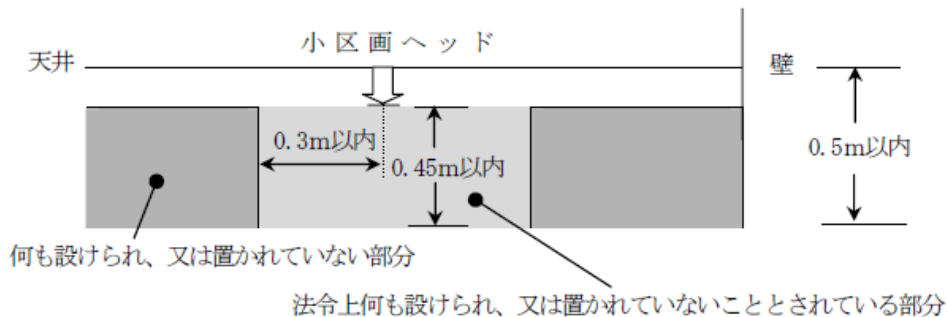 小区画ヘッド
天井
壁
0.3m以内
0.45m以内
0.5m以内
何も設けられ、又は置かれていない部分
法令上何も設けられ、又は置かれていないこととされている部分